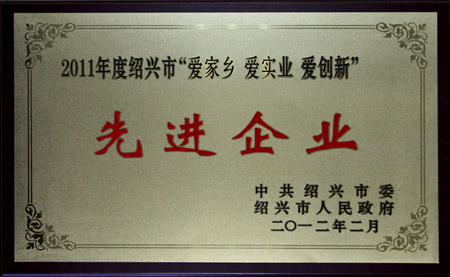 2011年度绍兴市“爱家乡 爱实业 爱创新”
先进企业
中共绍兴市委
绍兴市人民政府
二〇一二年二月